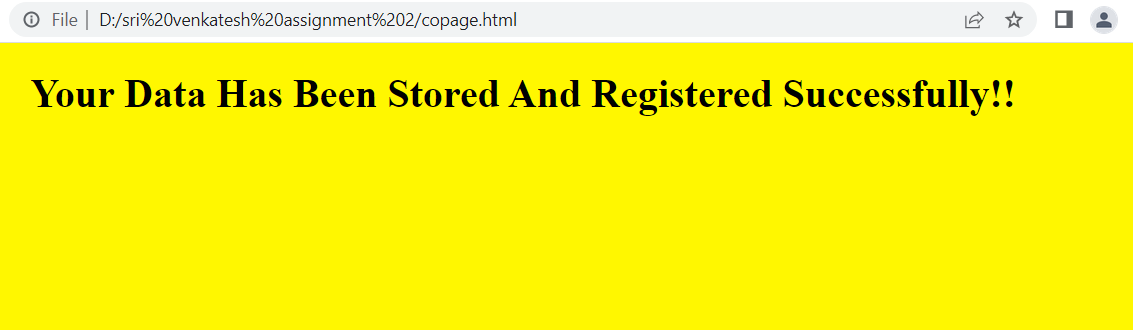 File | D:/sri%20venkatesh%20assignment%202/copage.html
Your Data Has Been Stored And Registered Successfully!!